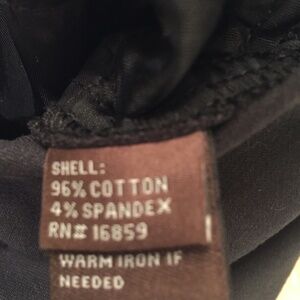 SHELL:
96% COTTON
4% SPANDEX
RN# 16859
WARM IRON IF
NEEDED